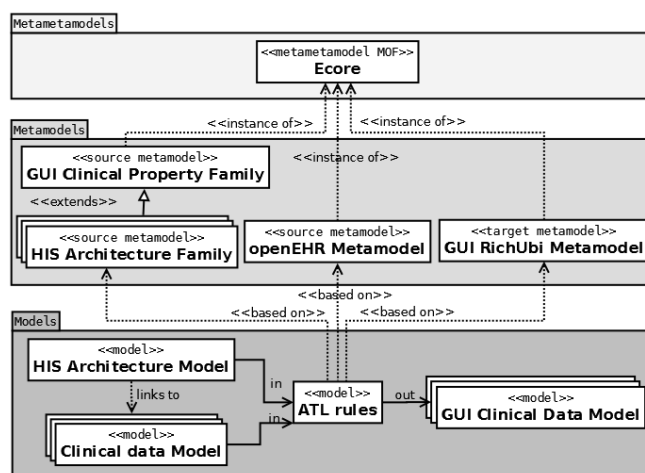 Metametamodels
<<metametamodel MOF>>
Ecore
<<instance of>>
Metamodels
<<source metamodel>>
GUI Clinical Property Family
<<instance of>>
<<extends>>
<<source metamodel>>
HIS Architecture Family
<<source metamodel>>
openEHR Metamodel
<<target metamodel>>
GUI RichUbi Metamodel
<<based on>>
<<based on>>
<<based on>>
Models
<<model>>
HIS Architecture Model
links to
in
<<model>>
ATL rules
out
<<model>>
GUI Clinical Data Model
in
<<model>>
Clinical data Model
<<instance of>>